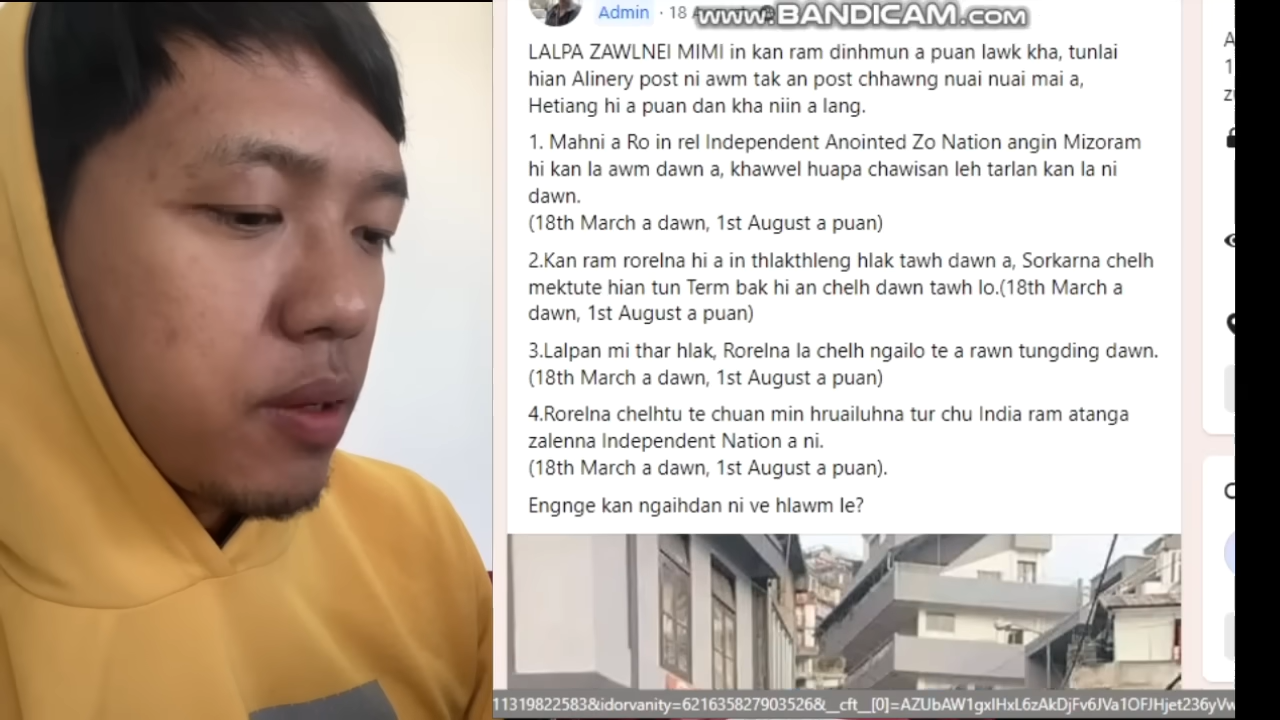 www.BANDICAM.com
Admin · 18
LALPA ZAWLNEI MIMI in kan ram dinhmun a puan lawk kha, tunlai
hian Alinery post ni awm tak an post chhawng nuai nuai mai a,
Hetiang hi a puan dan kha niin a lang.
1. Mahni a Ro in rel Independent Anointed Zo Nation angin Mizoram
hi kan la awm dawn a, khawvel huapa chawisan leh tarlan kan la ni
dawn.
(18th March a dawn, 1st August a puan)
2.Kan ram rorelna hi a in thlakthleng hlak tawh dawn a, Sorkarna chelh
mektute hian tun Term bak hi an chelh dawn tawh lo.(18th March a
dawn, 1st August a puan)
3.Lalpan mi thar hlak, Rorelna la chelh ngailo te a rawn tungding dawn.
(18th March a dawn, 1st August a puan)
4.Rorelna chelhtu te chuan min hruailuhna tur chu India ram atanga
zalenna Independent Nation a ni.
(18th March a dawn, 1st August a puan).
Engnge kan ngaihdan ni ve hlawm le?
A
1
z
11319822583&idorvanity=621635827903526&__cft__[0]=AZUbAW1gxIHxL6zAkDjFv6JVa1OFJHjet236yVw